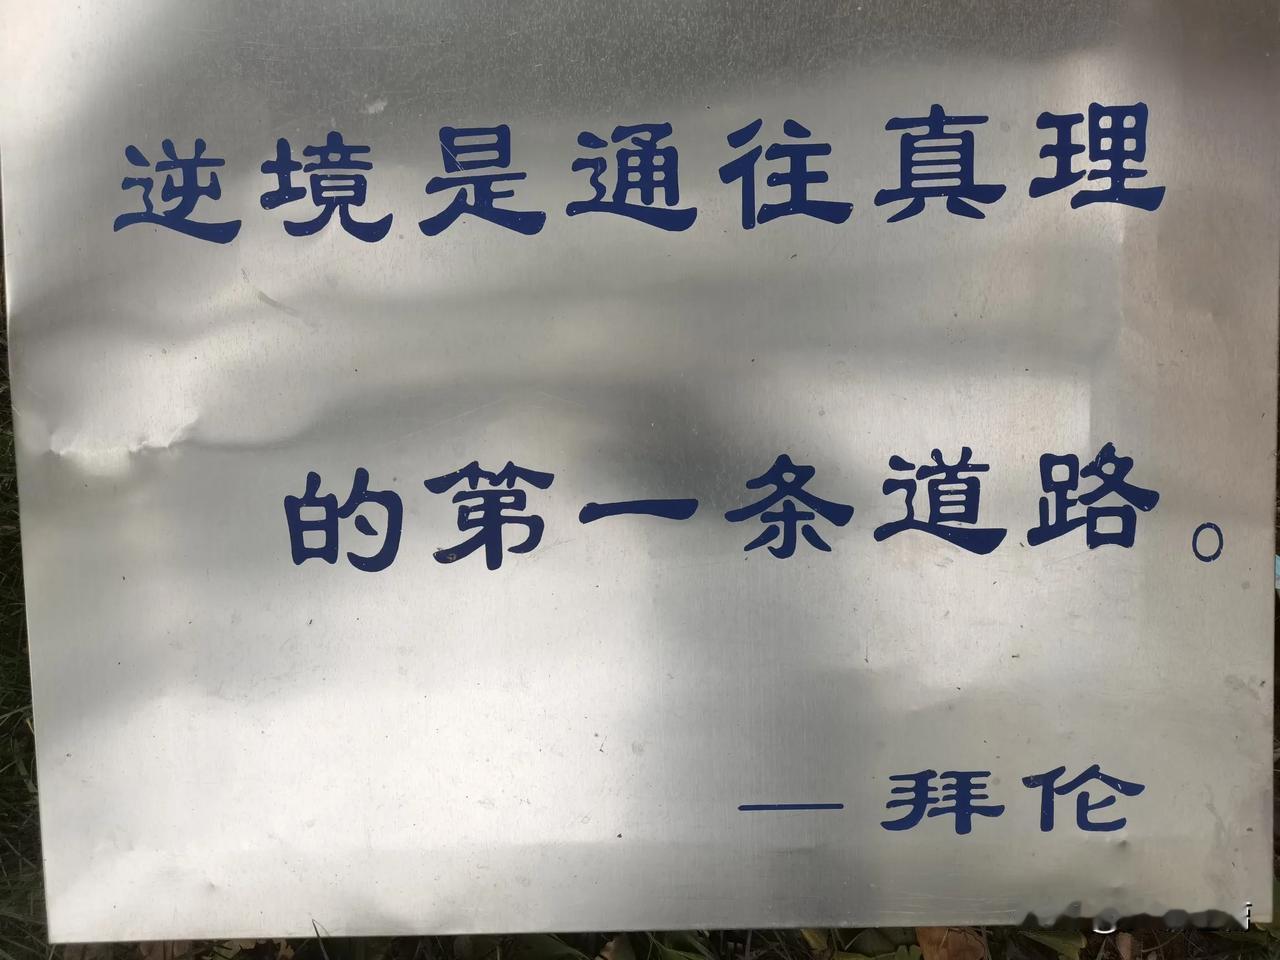 逆境是通往真理
的第一条道路。
—拜伦